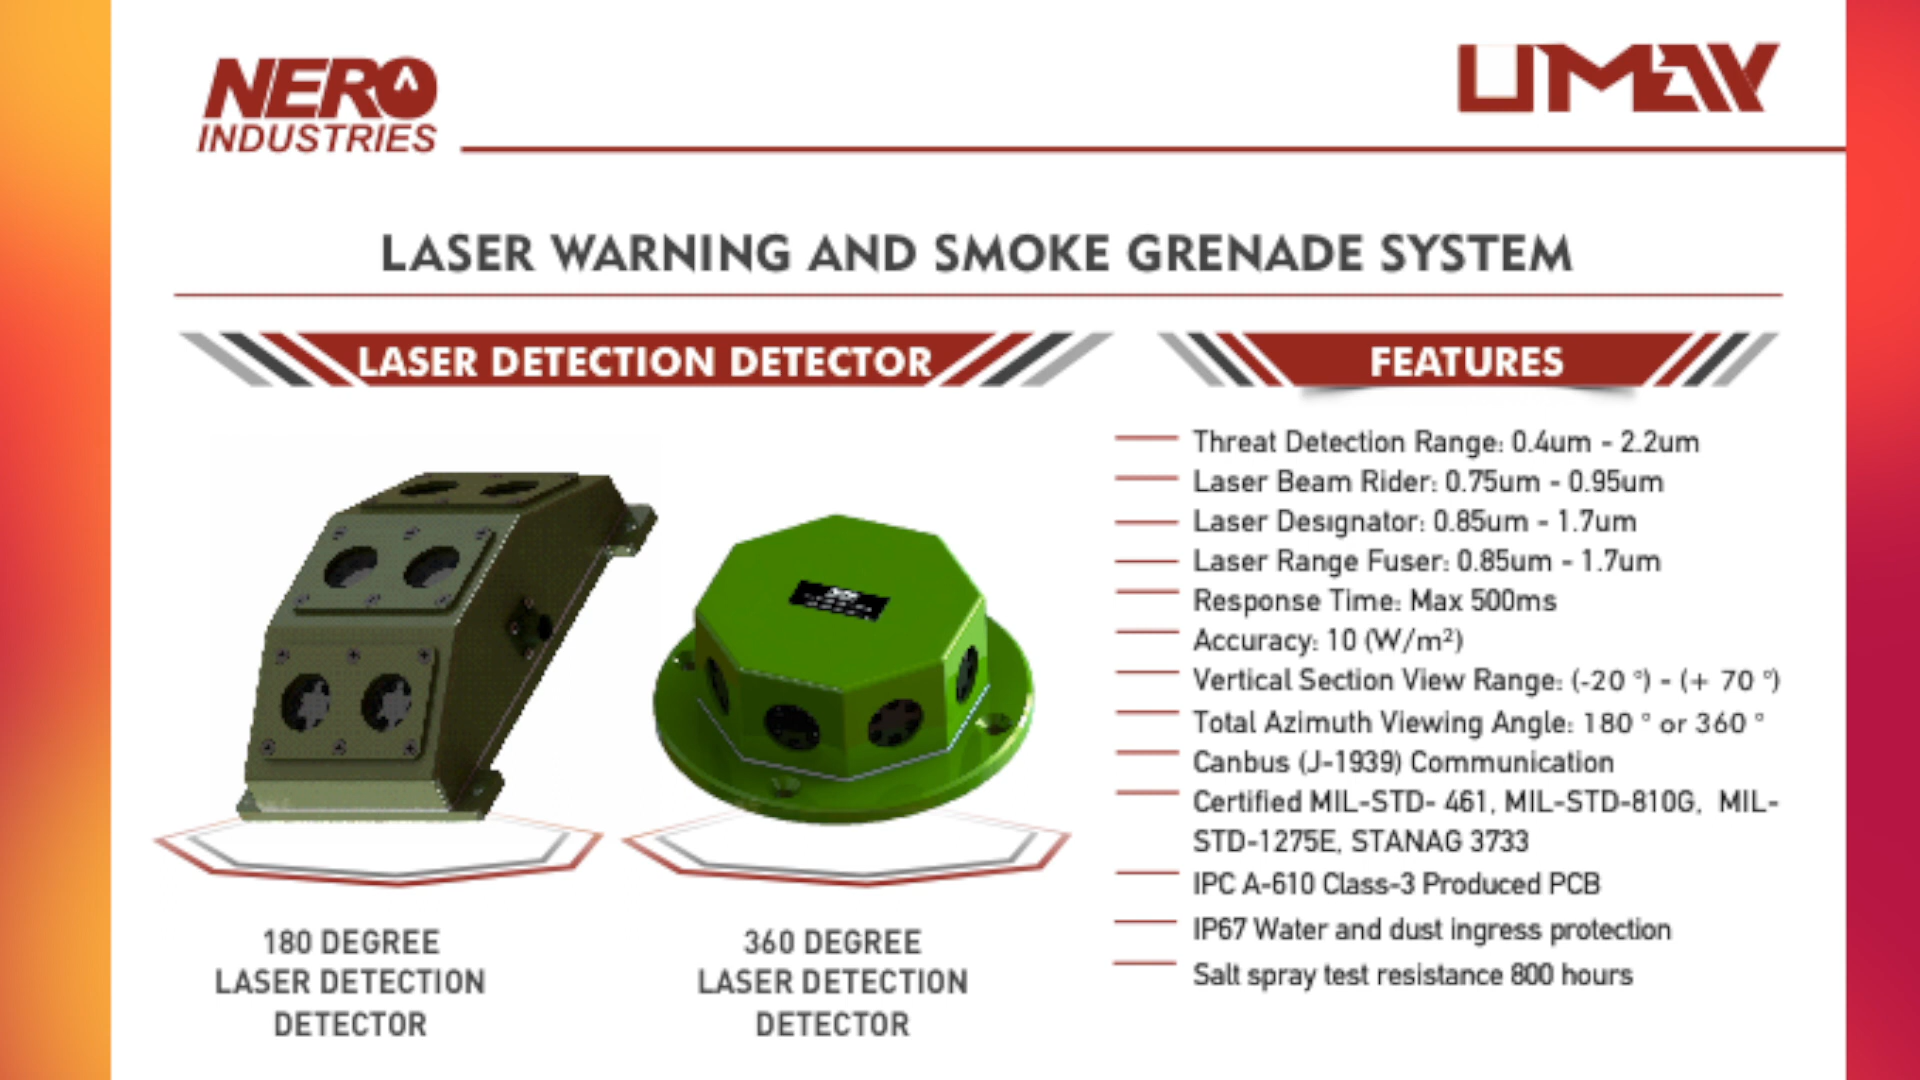 NERO
INDUSTRIES
UMAY
LASER WARNING AND SMOKE GRENADE SYSTEM
LASER DETECTION DETECTOR
FEATURES
Threat Detection Range: 0.4um - 2.2um
Laser Beam Rider: 0.75um - 0.95um
Laser Designator: 0.85um - 1.7um
Laser Range Fuser: 0.85um - 1.7um
Response Time: Max 500ms
Accuracy: 10 (W/m²)
Vertical Section View Range: (-20 °) - (+ 70 °)
Total Azimuth Viewing Angle: 180 ° or 360 °
Canbus (J-1939) Communication
Certified MIL-STD- 461, MIL-STD-810G, MIL-
STD-1275E, STANAG 3733
IPC A-610 Class-3 Produced PCB
IP67 Water and dust ingress protection
Salt spray test resistance 800 hours
180 DEGREE
LASER DETECTION
DETECTOR
360 DEGREE
LASER DETECTION
DETECTOR